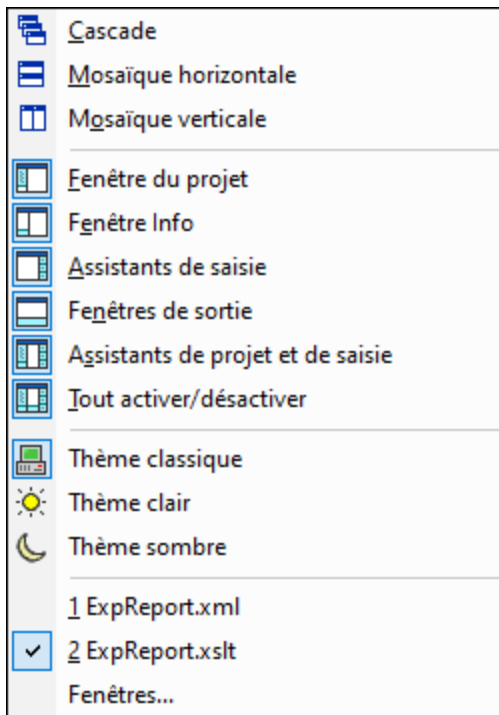 Cascade
Mosaïque horizontale
Mosaïque verticale
Fenêtre du projet
Fenêtre Info
Assistants de saisie
Fenêtres de sortie
Assistants de projet et de saisie
Tout activer/désactiver
Thème classique
Thème clair
Thème sombre
1 ExpReport.xml
2 ExpReport.xslt
Fenêtres...